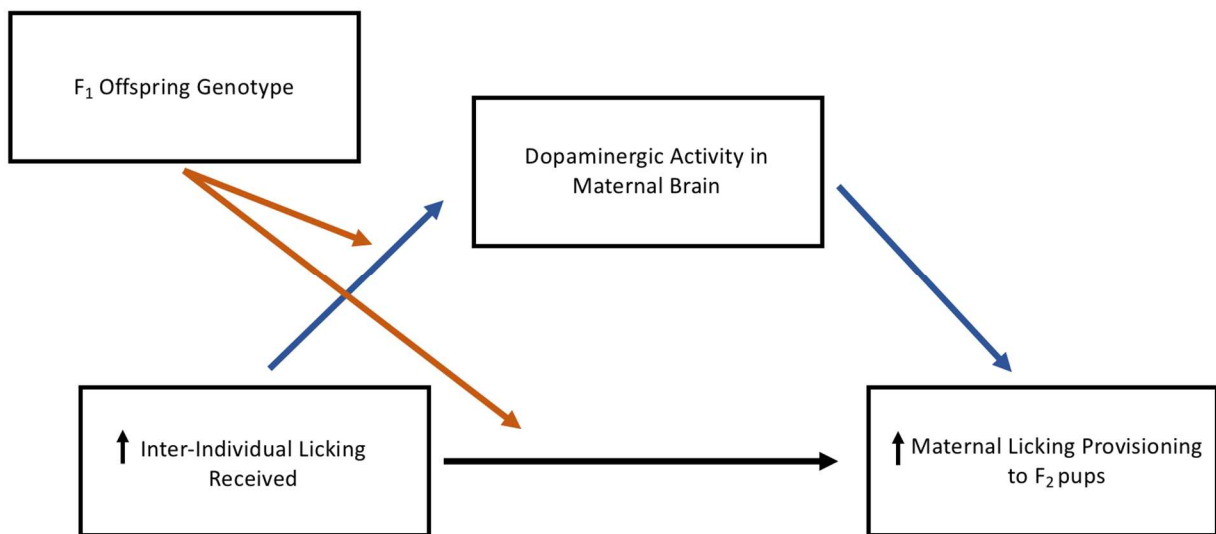 F₁ Offspring Genotype
Dopaminergic Activity in
Maternal Brain
Inter-Individual Licking
Received
Maternal Licking Provisioning
to F₂ pups